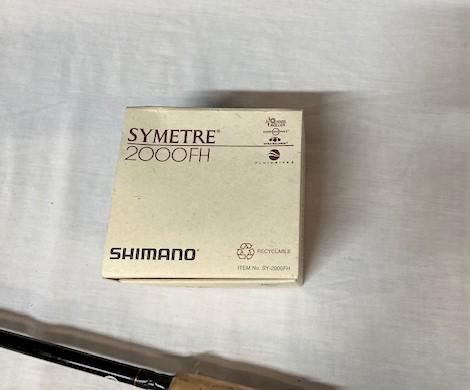 SYMETRE®
2000FH
SHIMANO®
RECYCLABLE
ITEM No. SY-2000FH